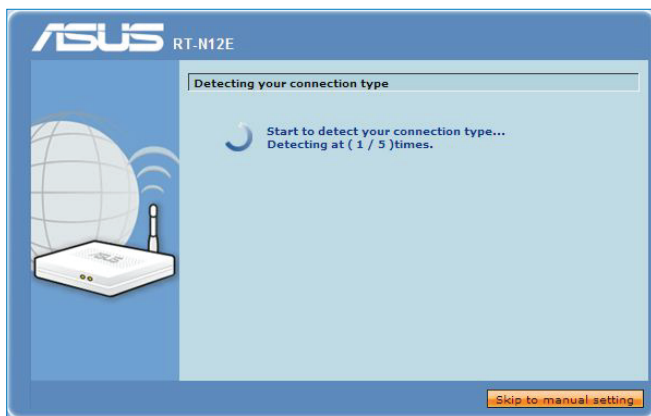 ASUS RT-N12E
Detecting your connection type
Start to detect your connection type...
Detecting at ( 1 / 5 )times.
ASUS
Skip to manual setting